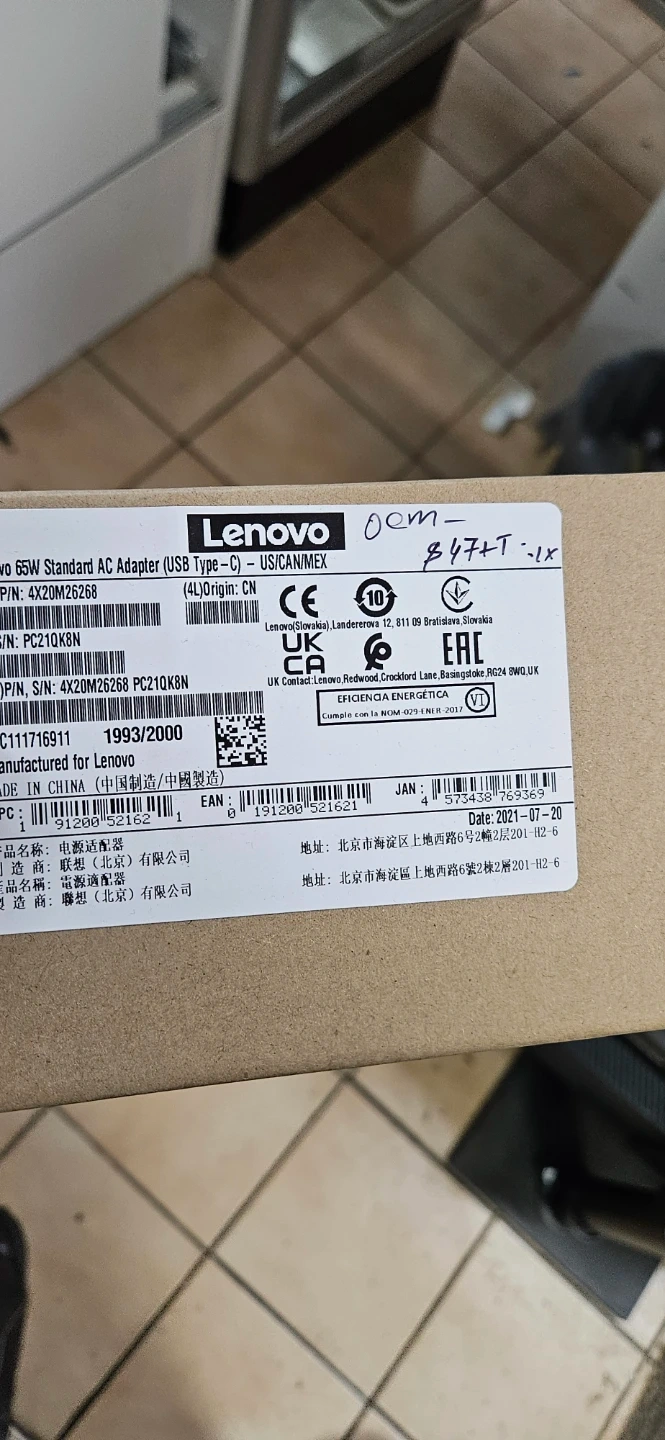 Lenovo
OEM-
$47+T --1x
vo 65W Standard AC Adapter (USB Type-C) - US/CAN/MEX
P/N: 4X20M26268
(4L)Origin: CN
S/N: PC21QK8N
)P/N, S/N: 4X20M26268 PC21QK8N
C111716911
1993/2000
anufactured for Lenovo
ADE IN CHINA (中国制造/中國製造)
CE
10
Lenovo(Slovakia),Landererova 12, 811 09 Bratislava,Slovakia
UK
CA
EAC
UK Contact:Lenovo,Redwood,Crockford Lane,Basingstoke,RG24 8WQ,UK
EFICIENCIA ENERGÉTICA
Cumple con la NOM-029-ENER-2017
VI
PC:
1 91200 52162 1
EAN:
0 191200 521621
JAN:
4 573438 769369
Date: 2021-07-20
产品名称: 电源适配器
制 造 商: 联想（北京）有限公司
產品名稱: 電源適配器
製 造 商: 聯想（北京）有限公司
地址: 北京市海淀区上地西路6号2幢2层201-H2-6
地址: 北京市海淀區上地西路6號2棟2層201-H2-6